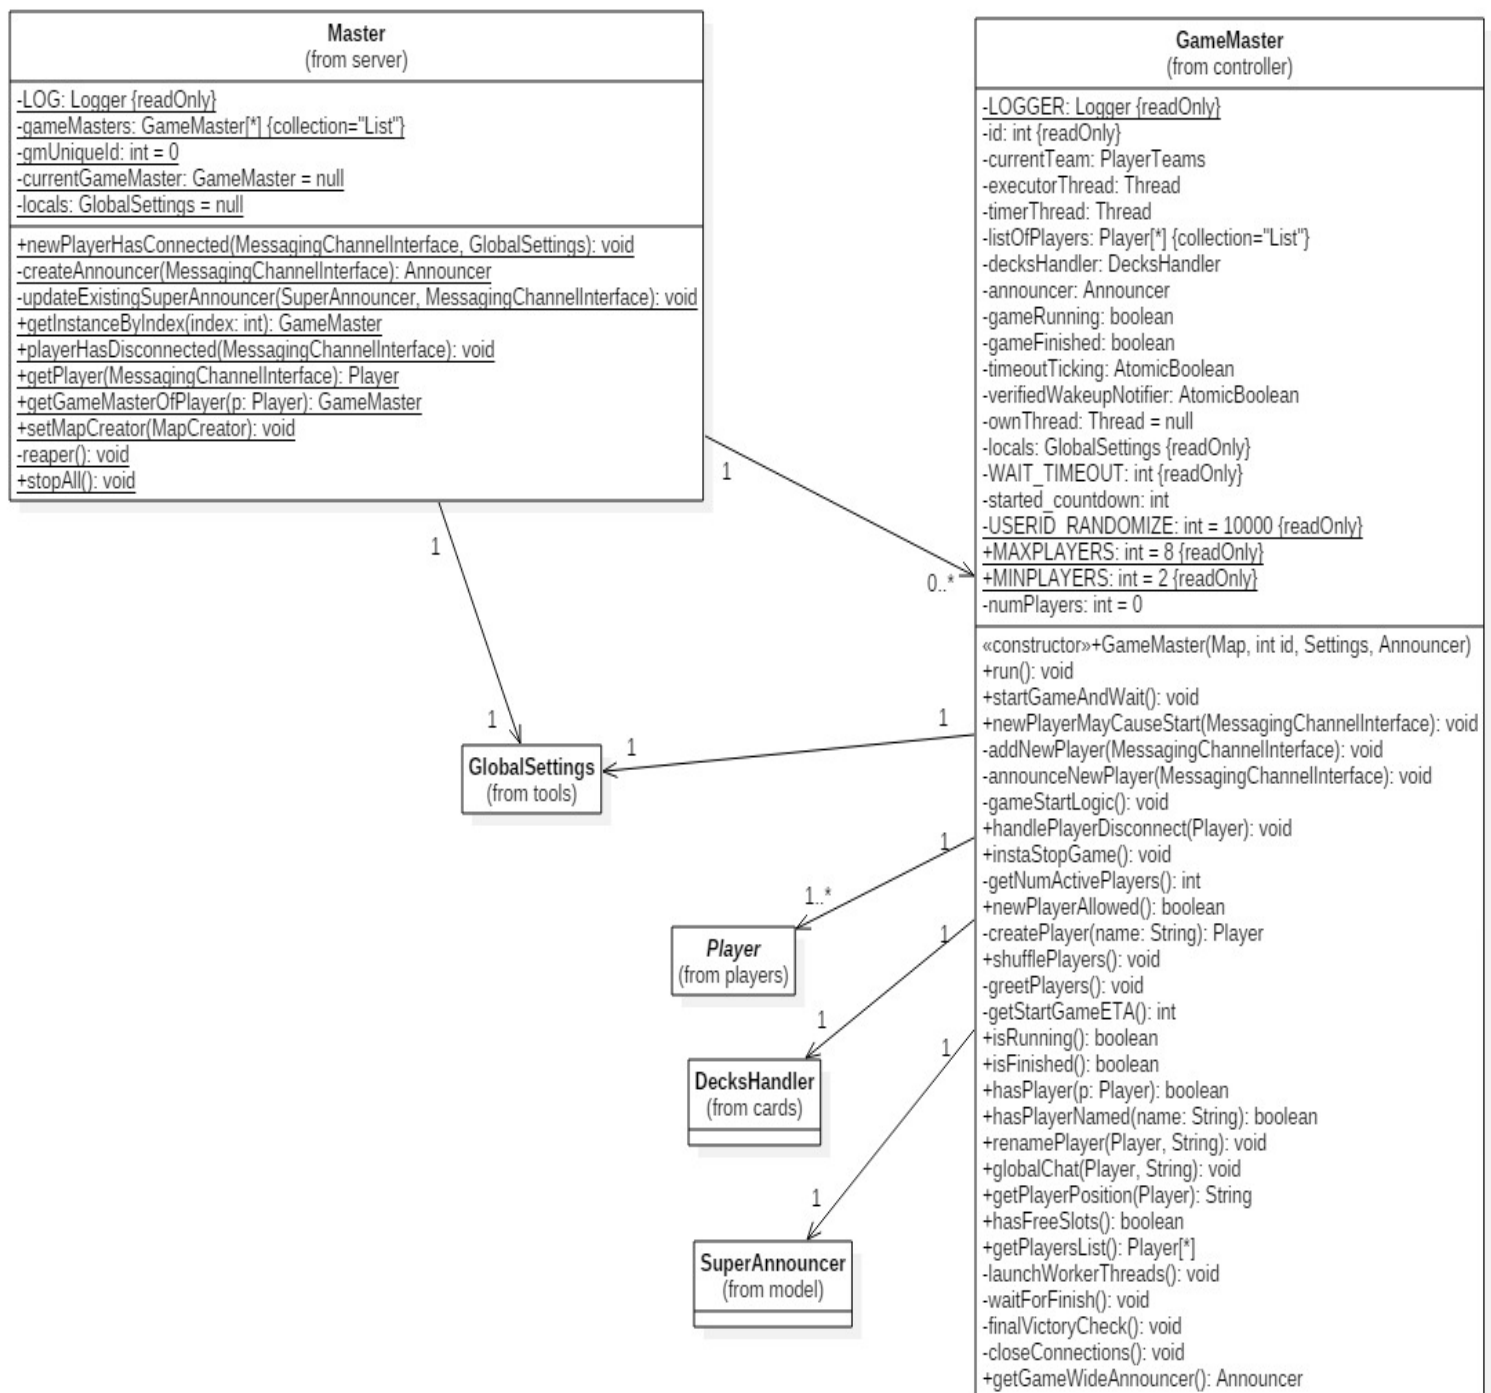 Master
(from server)
-LOG: Logger {readOnly}
-gameMasters: GameMaster[*] {collection="List"}
-gmUniqueId: int = 0
-currentGameMaster: GameMaster = null
-locals: GlobalSettings = null
+newPlayerHasConnected(MessagingChannelInterface, GlobalSettings): void
-createAnnouncer(MessagingChannelInterface): Announcer
-updateExistingSuperAnnouncer(SuperAnnouncer, MessagingChannelInterface): void
+getInstanceByIndex(index: int): GameMaster
+playerHasDisconnected(MessagingChannelInterface): void
+getPlayer(MessagingChannelInterface): Player
+getGameMasterOfPlayer(p: Player): GameMaster
+setMapCreator(MapCreator): void
-reaper(): void
+stopAll(): void
1
0..*
1
1
GlobalSettings
(from tools)
1
1
1
1..*
Player
(from players)
1
1
DecksHandler
(from cards)
1
1
SuperAnnouncer
(from model)
GameMaster
(from controller)
-LOGGER: Logger {readOnly}
-id: int {readOnly}
-currentTeam: PlayerTeams
-executorThread: Thread
-timerThread: Thread
-listOfPlayers: Player[*] {collection="List"}
-decksHandler: DecksHandler
-announcer: Announcer
-gameRunning: boolean
-gameFinished: boolean
-timeoutTicking: AtomicBoolean
-verifiedWakeupNotifier: AtomicBoolean
-ownThread: Thread = null
-locals: GlobalSettings {readOnly}
-WAIT_TIMEOUT: int {readOnly}
-started_countdown: int
-USERID_RANDOMIZE: int = 10000 {readOnly}
+MAXPLAYERS: int = 8 {readOnly}
+MINPLAYERS: int = 2 {readOnly}
-numPlayers: int = 0
«constructor»+GameMaster(Map, int id, Settings, Announcer)
+run(): void
+startGameAndWait(): void
+newPlayerMayCauseStart(MessagingChannelInterface): void
-addNewPlayer(MessagingChannelInterface): void
-announceNewPlayer(MessagingChannelInterface): void
-gameStartLogic(): void
+handlePlayerDisconnect(Player): void
+instaStopGame(): void
-getNumActivePlayers(): int
+newPlayerAllowed(): boolean
-createPlayer(name: String): Player
+shufflePlayers(): void
-greetPlayers(): void
-getStartGameETA(): int
+isRunning(): boolean
+isFinished(): boolean
+hasPlayer(p: Player): boolean
+hasPlayerNamed(name: String): boolean
+renamePlayer(Player, String): void
+globalChat(Player, String): void
+getPlayerPosition(Player): String
+hasFreeSlots(): boolean
+getPlayersList(): Player[*]
-launchWorkerThreads(): void
-waitForFinish(): void
-finalVictoryCheck(): void
-closeConnections(): void
+getGameWideAnnouncer(): Announcer